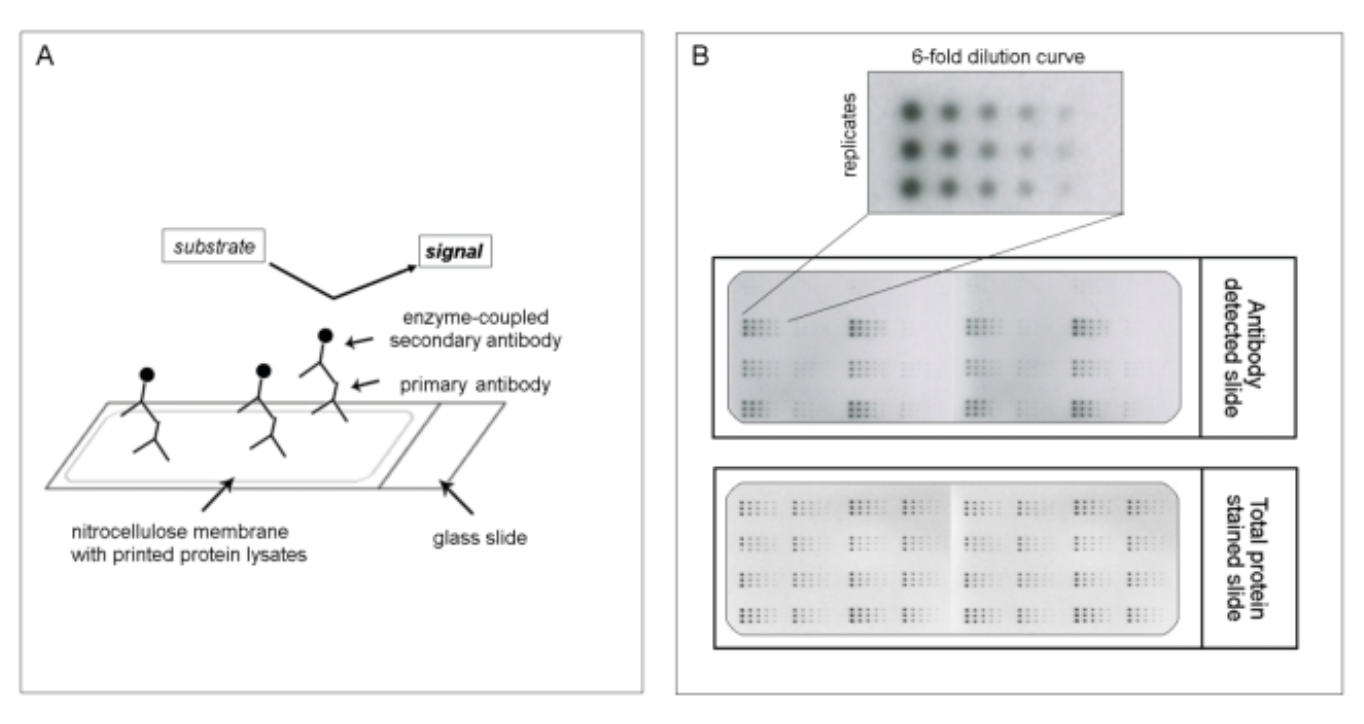 A
substrate
signal
enzyme-coupled
secondary antibody
primary antibody
nitrocellulose membrane
with printed protein lysates
glass slide
B
6-fold dilution curve
replicates
Antibody
detected slide
Total protein
stained slide